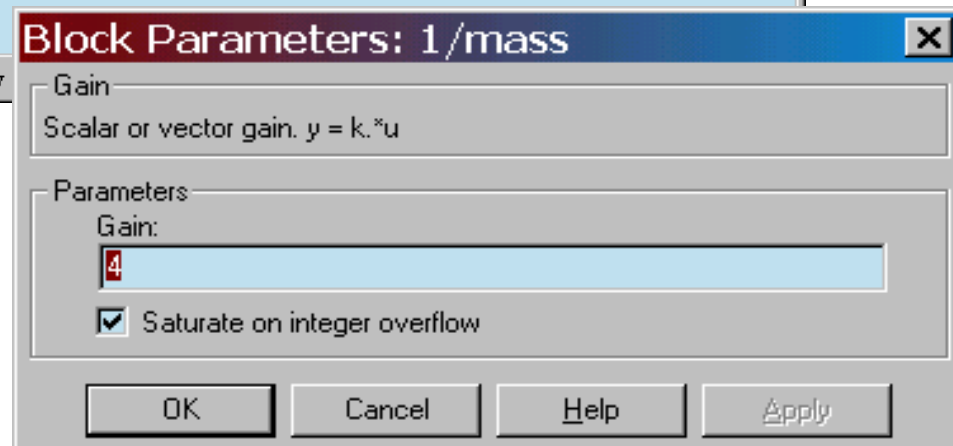 Block Parameters: 1/mass
Gain
Scalar or vector gain. y = k.*u
Parameters
Gain:
4
Saturate on integer overflow
OK Cancel Help Apply